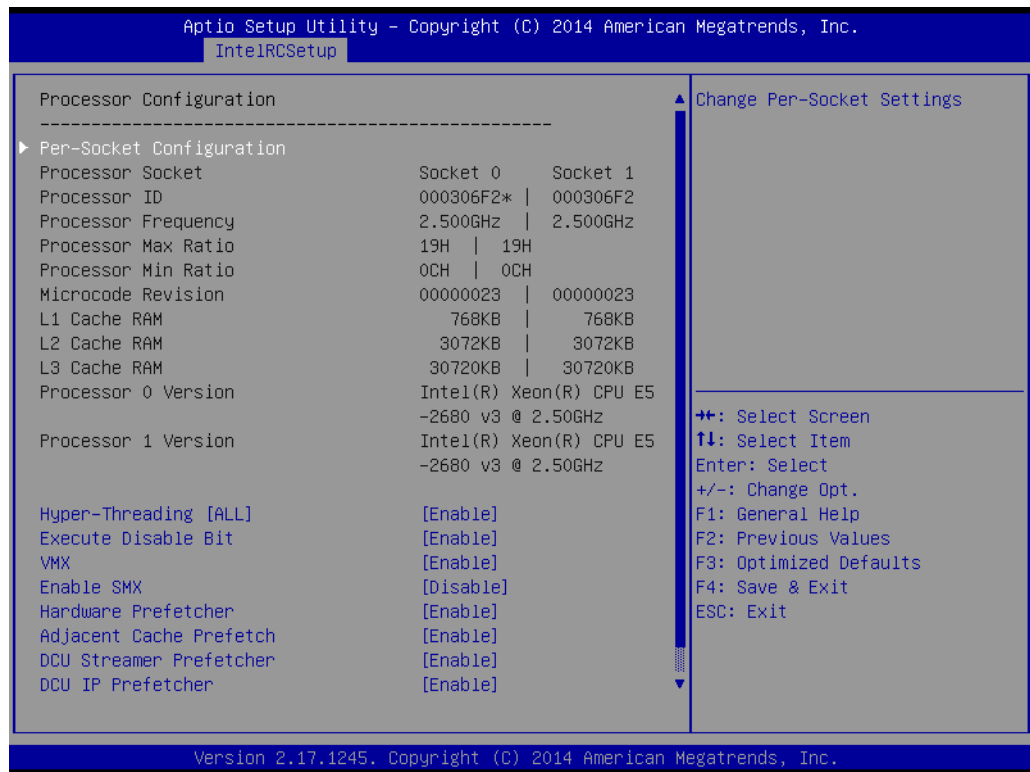 Aptio Setup Utility – Copyright (C) 2014 American Megatrends, Inc.
IntelRCSetup
Processor Configuration
--------------------------------------------------
Per-Socket Configuration
Processor Socket Socket 0 Socket 1
Processor ID 000306F2* | 000306F2
Processor Frequency 2.500GHz | 2.500GHz
Processor Max Ratio 19H | 19H
Processor Min Ratio 0CH | 0CH
Microcode Revision 00000023 | 00000023
L1 Cache RAM 768KB | 768KB
L2 Cache RAM 3072KB | 3072KB
L3 Cache RAM 30720KB | 30720KB
Processor 0 Version Intel(R) Xeon(R) CPU E5
-2680 v3 @ 2.50GHz
Processor 1 Version Intel(R) Xeon(R) CPU E5
-2680 v3 @ 2.50GHz
Hyper-Threading [ALL] [Enable]
Execute Disable Bit [Enable]
VMX [Enable]
Enable SMX [Disable]
Hardware Prefetcher [Enable]
Adjacent Cache Prefetch [Enable]
DCU Streamer Prefetcher [Enable]
DCU IP Prefetcher [Enable]
Change Per-Socket Settings
→←: Select Screen
↑↓: Select Item
Enter: Select
+/-: Change Opt.
F1: General Help
F2: Previous Values
F3: Optimized Defaults
F4: Save & Exit
ESC: Exit
Version 2.17.1245. Copyright (C) 2014 American Megatrends, Inc.